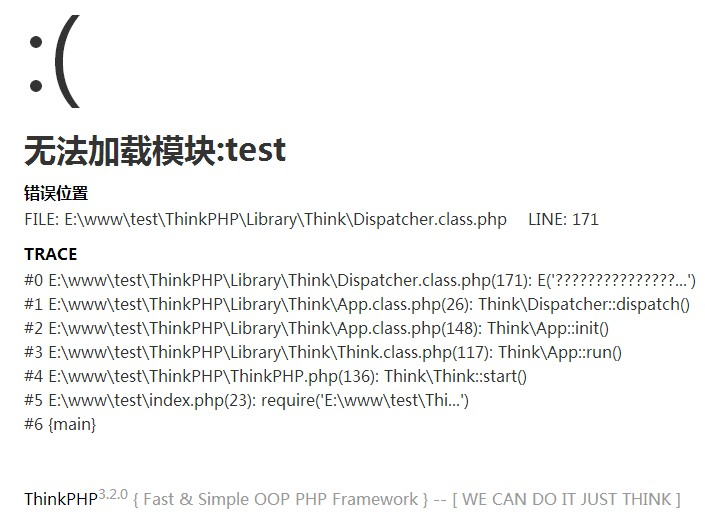 :(
无法加载模块:test
错误位置
FILE: E:\www\test\ThinkPHP\Library\Think\Dispatcher.class.php LINE: 171
TRACE
#0 E:\www\test\ThinkPHP\Library\Think\Dispatcher.class.php(171): E('???????????????...')
#1 E:\www\test\ThinkPHP\Library\Think\App.class.php(26): Think\Dispatcher::dispatch()
#2 E:\www\test\ThinkPHP\Library\Think\App.class.php(148): Think\App::init()
#3 E:\www\test\ThinkPHP\Library\Think\Think.class.php(117): Think\App::run()
#4 E:\www\test\ThinkPHP\ThinkPHP.php(136): Think\Think::start()
#5 E:\www\test\index.php(23): require('E:\www\test\Thi...')
#6 {main}
ThinkPHP3.2.0 { Fast & Simple OOP PHP Framework } -- [ WE CAN DO IT JUST THINK ]